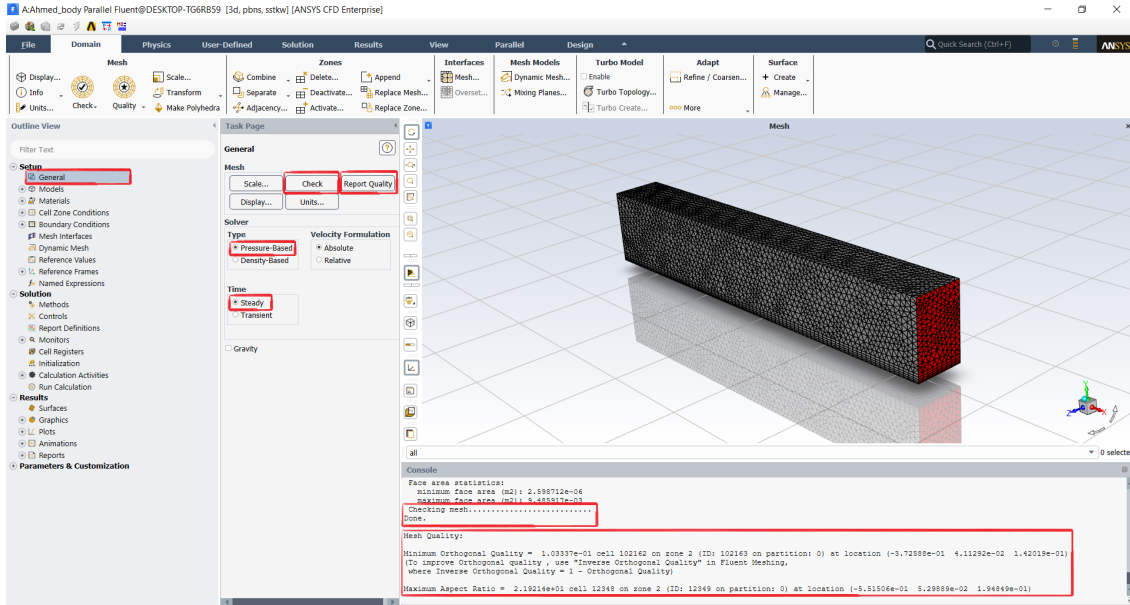 A:Ahmed_body Parallel Fluent@DESKTOP-TG6RB59 [3d, pbns, sstkw] [ANSYS CFD Enterprise]
File Domain Physics User-Defined Solution Results View Parallel Design Quick Search (Ctrl+F) ANSYS
Mesh
Display...
Info
Units...
Check
Quality
Scale...
Transform
Make Polyhedra
Zones
Combine
Separate
Adjacency...
Delete...
Deactivate...
Activate...
Append
Replace Mesh...
Replace Zone...
Interfaces
Mesh...
Overset...
Mesh Models
Dynamic Mesh...
Mixing Planes...
Turbo Model
Enable
Turbo Topology...
Turbo Create...
Adapt
Refine / Coarsen...
More
Surface
Create
Manage...
Outline View
Filter Text
Setup
General
Models
Materials
Cell Zone Conditions
Boundary Conditions
Mesh Interfaces
Dynamic Mesh
Reference Values
Reference Frames
Named Expressions
Solution
Methods
Controls
Report Definitions
Monitors
Cell Registers
Initialization
Calculation Activities
Run Calculation
Results
Surfaces
Graphics
Plots
Animations
Reports
Parameters & Customization
Task Page
General
Mesh
Scale... Check Report Quality
Display... Units...
Solver
Type
Pressure-Based
Density-Based
Velocity Formulation
Absolute
Relative
Time
Steady
Transient
Gravity
Mesh
Y
Z
X
all
0 selecte
Console
Face area statistics:
minimum face area (m2): 2.598712e-06
maximum face area (m2): 9.485917e-03
Checking mesh..........................
Done.
Mesh Quality:
Minimum Orthogonal Quality = 1.03337e-01 cell 102162 on zone 2 (ID: 102163 on partition: 0) at location (-3.72588e-01 4.11292e-02 1.42019e-01)
(To improve Orthogonal quality , use "Inverse Orthogonal Quality" in Fluent Meshing,
where Inverse Orthogonal Quality = 1 - Orthogonal Quality)
Maximum Aspect Ratio = 2.19214e+01 cell 12348 on zone 2 (ID: 12349 on partition: 0) at location (-5.51506e-01 5.29889e-02 1.94849e-01)